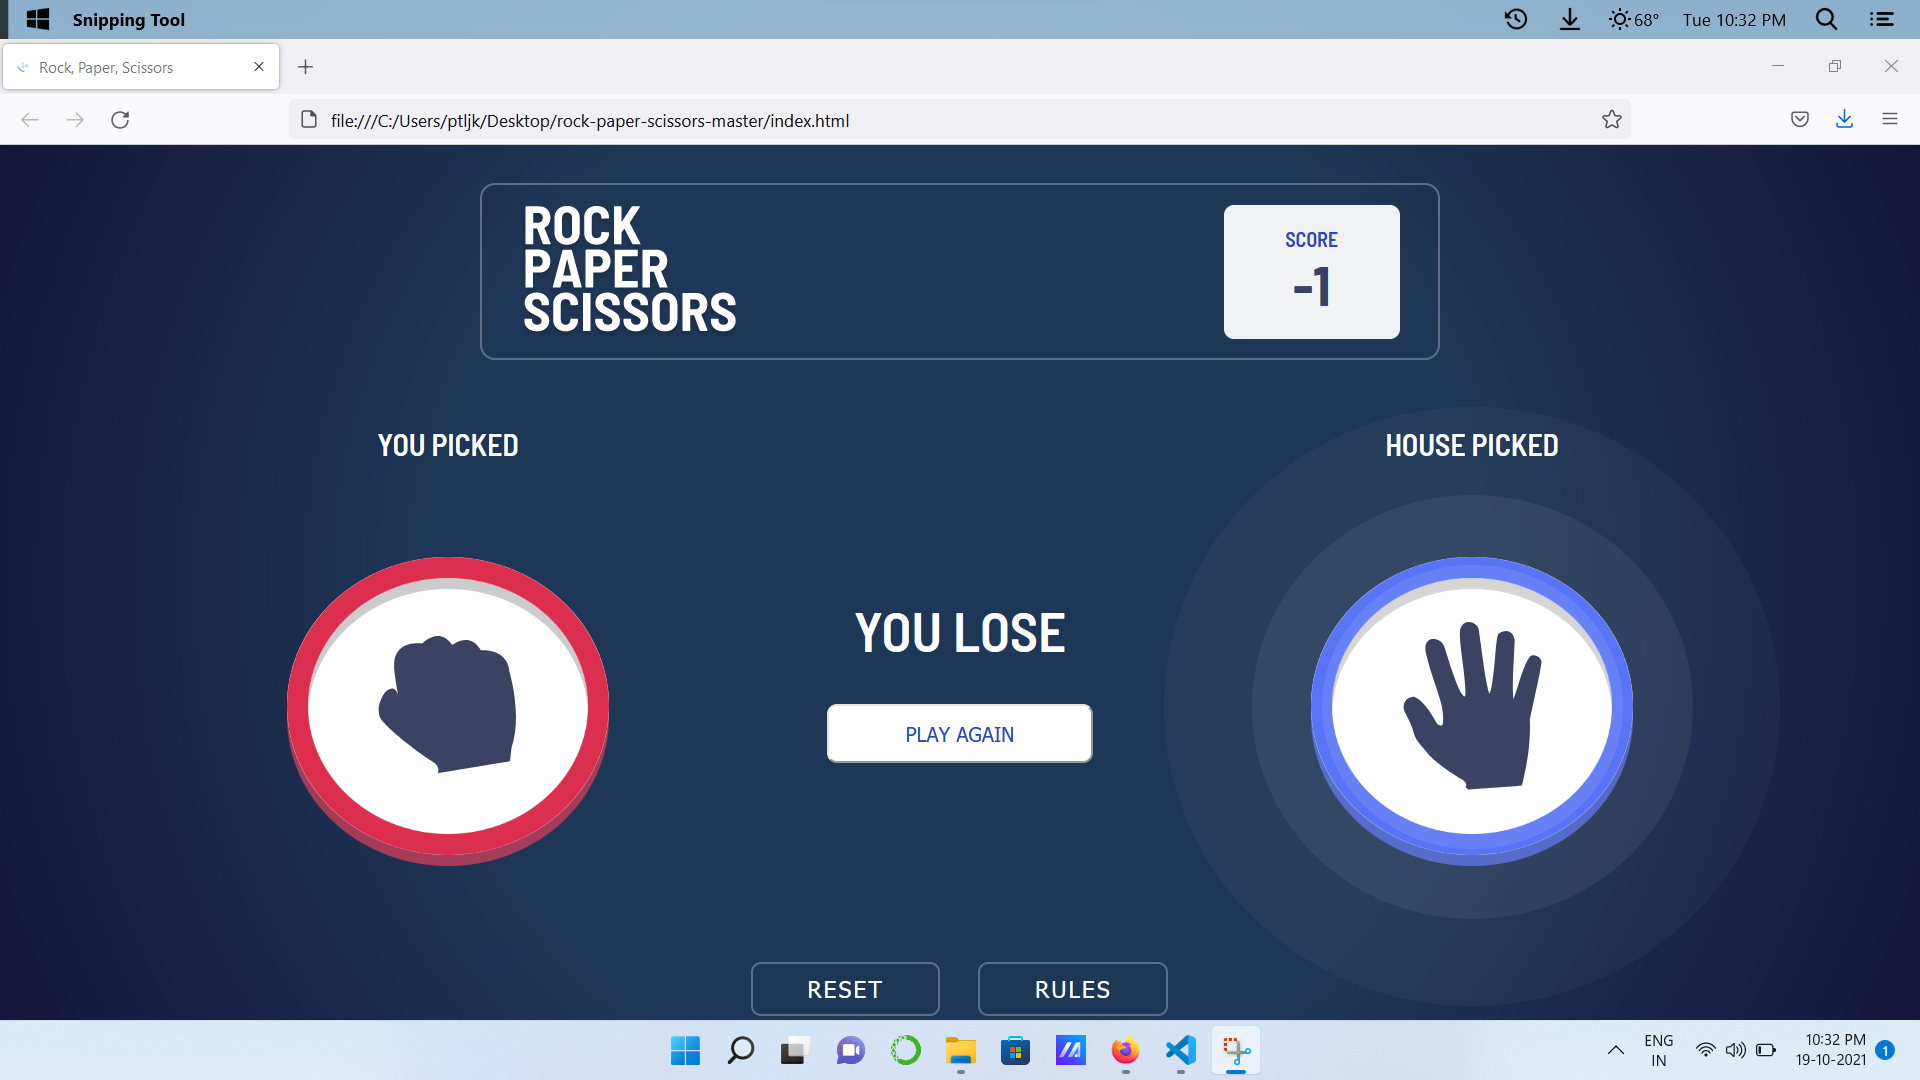 Snipping Tool
68°
Tue 10:32 PM
Rock, Paper, Scissors
file:///C:/Users/ptljk/Desktop/rock-paper-scissors-master/index.html
ROCK
PAPER
SCISSORS
SCORE
-1
YOU PICKED
HOUSE PICKED
YOU LOSE
PLAY AGAIN
RESET
RULES
ENG
IN
10:32 PM
19-10-2021
1